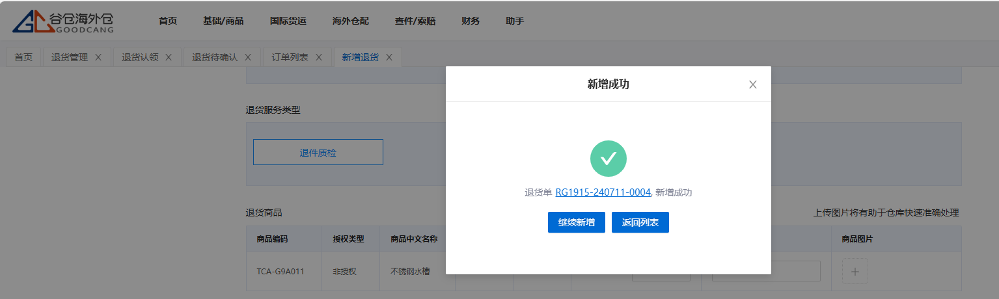 谷仓海外仓
GOODCANG
首页 基础/商品 国际货运 海外仓配 查件/索赔 财务 助手
首页 退货管理 X 退货认领 X 退货待确认 X 订单列表 X 新增退货 X
新增成功 X
退货服务类型
退件质检
退货单 RG1915-240711-0004, 新增成功
继续新增 返回列表
退货商品 上传图片将有助于仓库快速准确处理
商品编码 授权类型 商品中文名称 商品图片
TCA-G9A011 非授权 不锈钢水槽 +